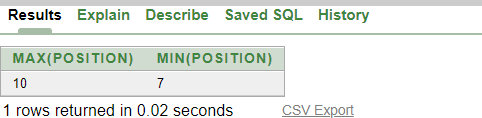 Results Explain Describe Saved SQL History
MAX(POSITION) MIN(POSITION)
10 7
1 rows returned in 0.02 seconds CSV Export